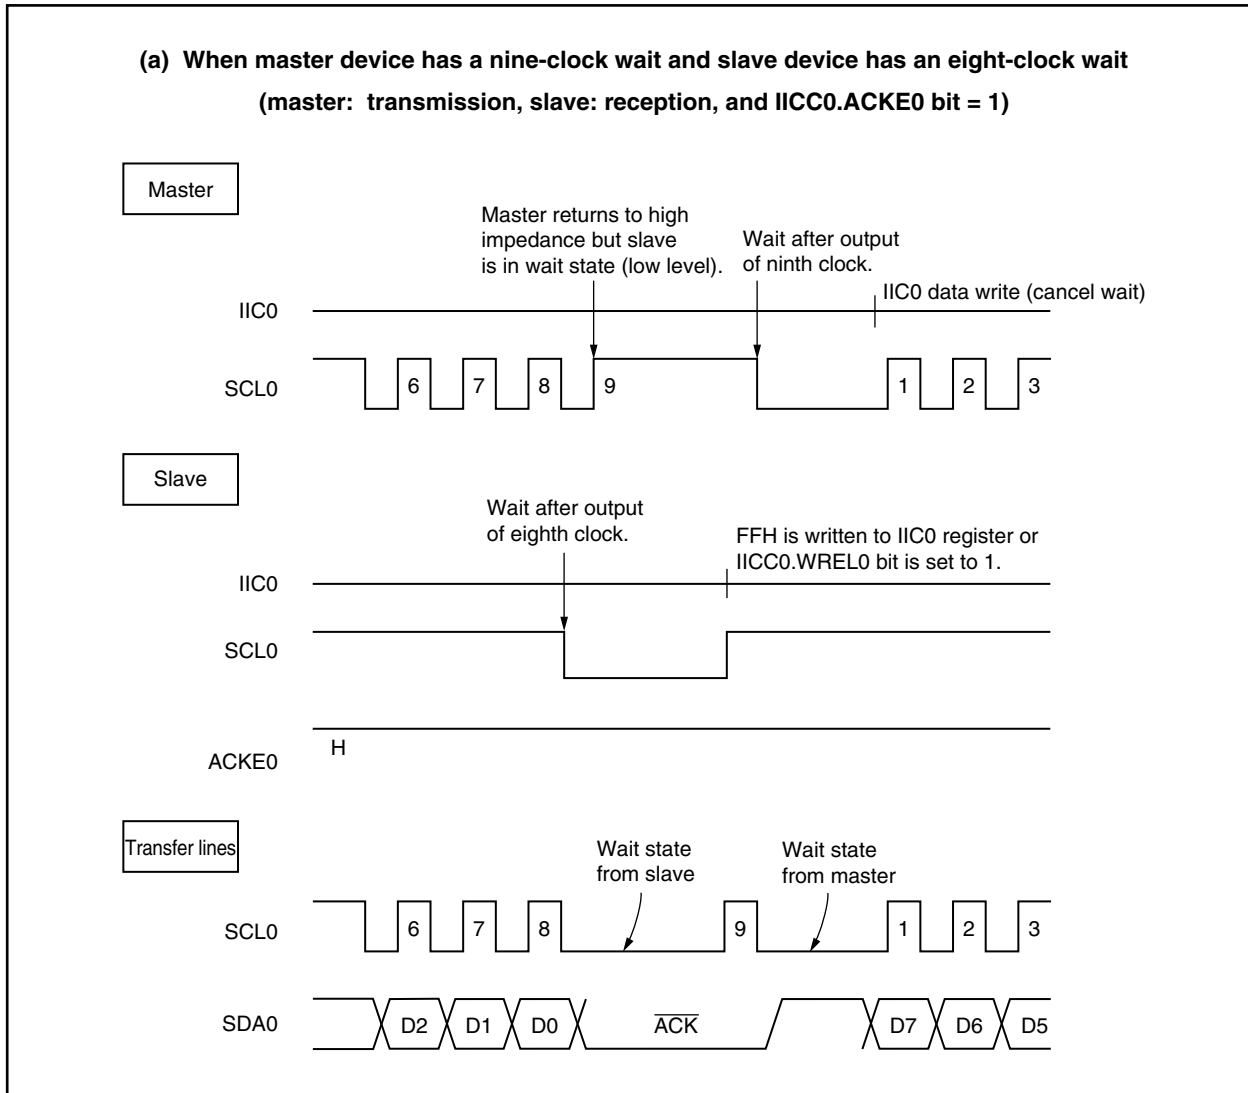 (a) When master device has a nine-clock wait and slave device has an eight-clock wait
(master: transmission, slave: reception, and IICC0.ACKE0 bit = 1)
Master
Master returns to high
impedance but slave
is in wait state (low level).
Wait after output
of ninth clock.
IIC0 data write (cancel wait)
IIC0
SCL0
6 7 8 9 1 2 3
Slave
Wait after output
of eighth clock.
FFH is written to IIC0 register or
IICC0.WREL0 bit is set to 1.
IIC0
SCL0
H
ACKE0
Transfer lines
Wait state
from slave
Wait state
from master
SCL0
6 7 8 9 1 2 3
SDA0
D2 D1 D0 ACK D7 D6 D5